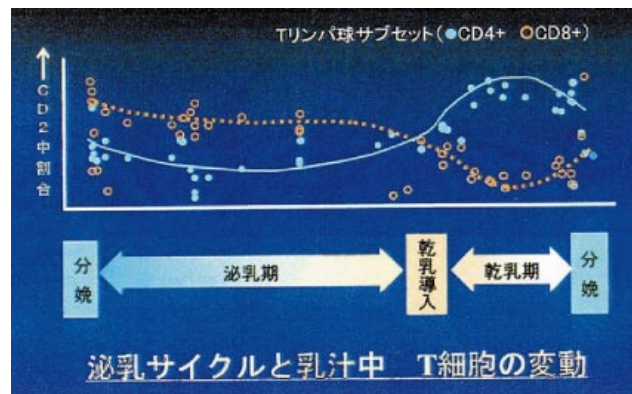 Tリンパ球サブセット(●CD4+ ○CD8+)
↑CD2中割合
分娩
泌乳期
乾乳導入
乾乳期
分娩
泌乳サイクルと乳汁中 T細胞の変動